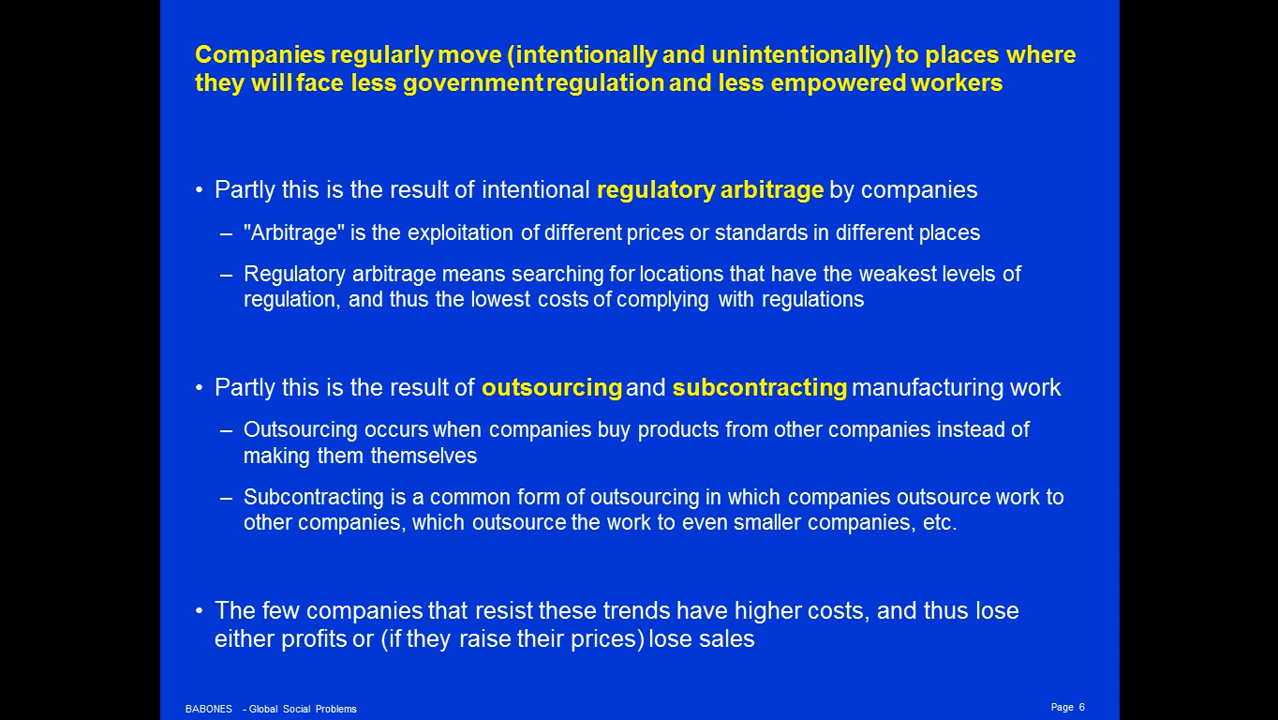 Companies regularly move (intentionally and unintentionally) to places where
they will face less government regulation and less empowered workers
• Partly this is the result of intentional regulatory arbitrage by companies
– "Arbitrage" is the exploitation of different prices or standards in different places
– Regulatory arbitrage means searching for locations that have the weakest levels of
regulation, and thus the lowest costs of complying with regulations
• Partly this is the result of outsourcing and subcontracting manufacturing work
– Outsourcing occurs when companies buy products from other companies instead of
making them themselves
– Subcontracting is a common form of outsourcing in which companies outsource work to
other companies, which outsource the work to even smaller companies, etc.
• The few companies that resist these trends have higher costs, and thus lose
either profits or (if they raise their prices) lose sales
BABONES - Global Social Problems
Page 6